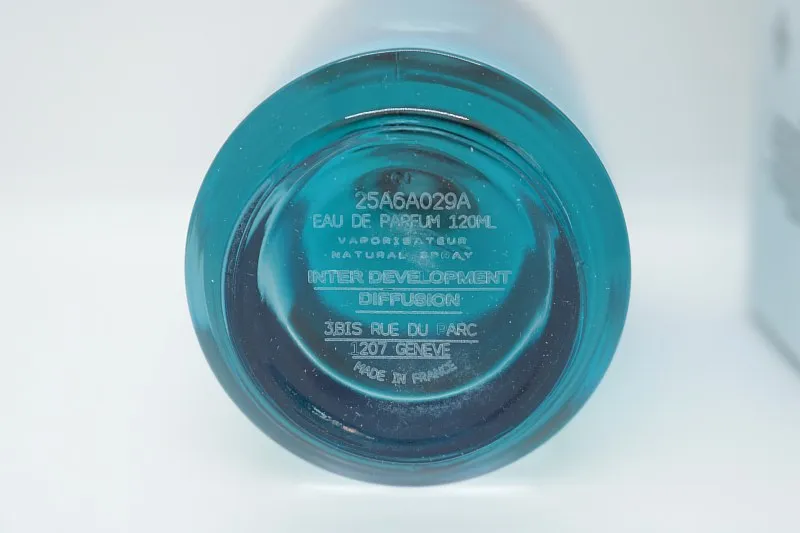 25A6A029A
EAU DE PARFUM 120ML
VAPORISATEUR
NATURAL SPRAY
INTER DEVELOPMENT
DIFFUSION
3BIS RUE DU PARC
1207 GENEVE
MADE IN FRANCE